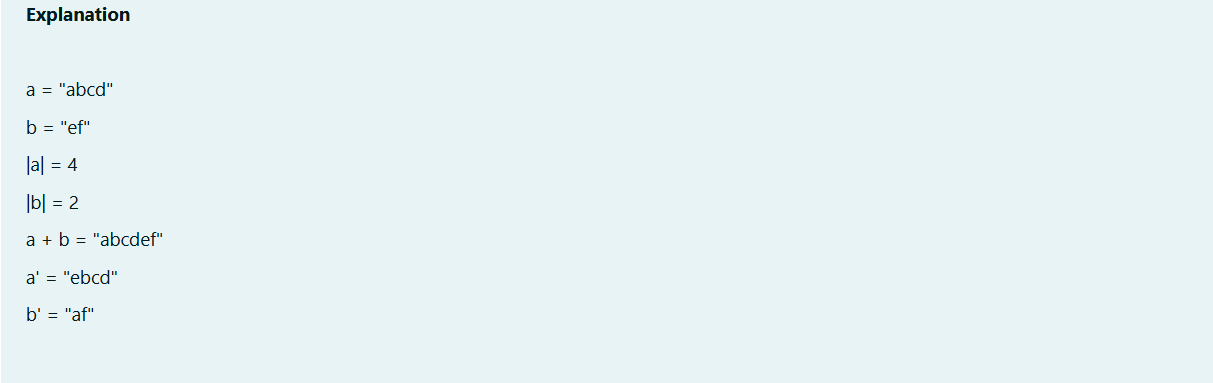 Explanation
a = "abcd"
b = "ef"
|a| = 4
|b| = 2
a + b = "abcdef"
a' = "ebcd"
b' = "af"